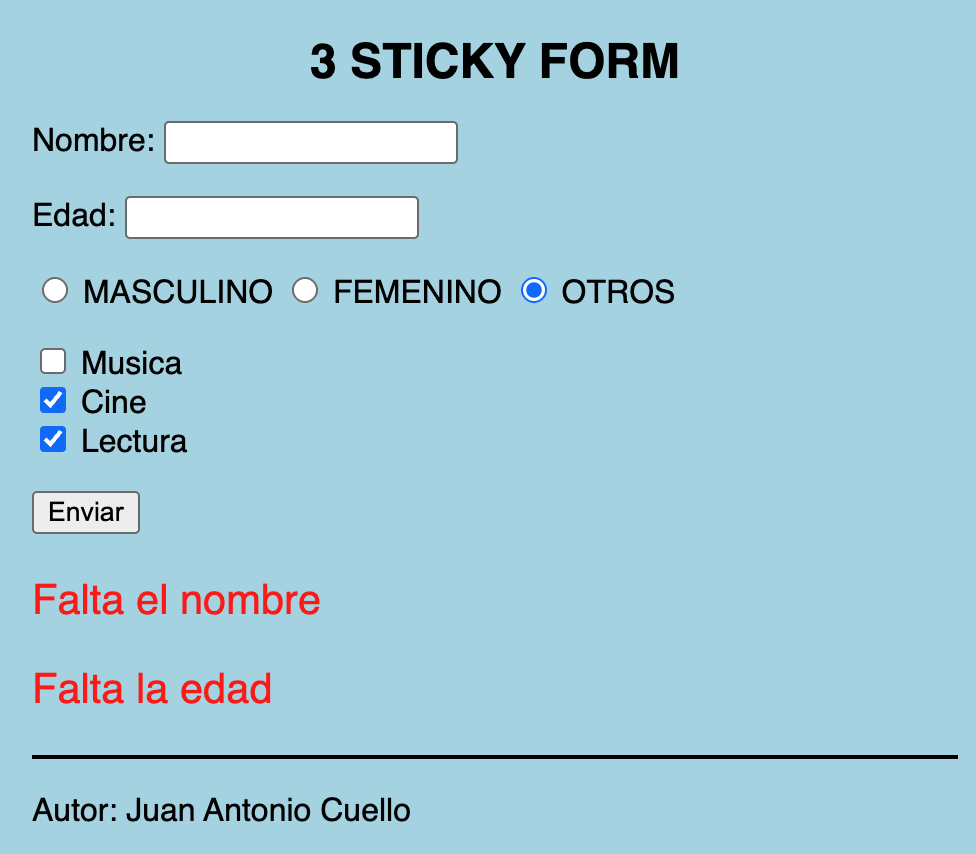 3 STICKY FORM
Nombre:
Edad:
MASCULINO FEMENINO OTROS
Musica
Cine
Lectura
Enviar
Falta el nombre
Falta la edad
Autor: Juan Antonio Cuello